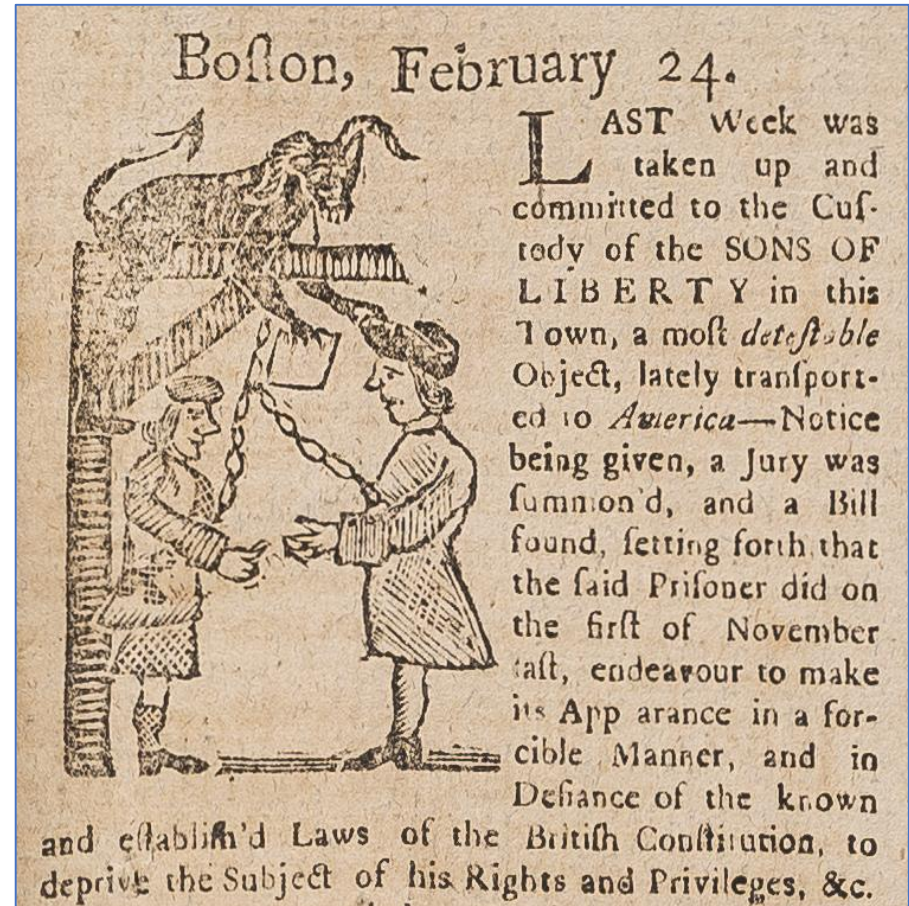 Boſton, February 24.
LAST Week was
taken up and
committed to the Cuſ-
tody of the SONS OF
LIBERTY in this
Town, a moſt deteſtable
Object, lately tranſport-
ed to America—Notice
being given, a Jury was
ſummon'd, and a Bill
found, ſetting forth that
the ſaid Priſoner did on
the firſt of November
laſt, endeavour to make
its App arance in a for-
cible Manner, and in
Defiance of the known
and eſtabliſh'd Laws of the Britiſh Conſtitution, to
deprive the Subject of his Rights and Privileges, &c.